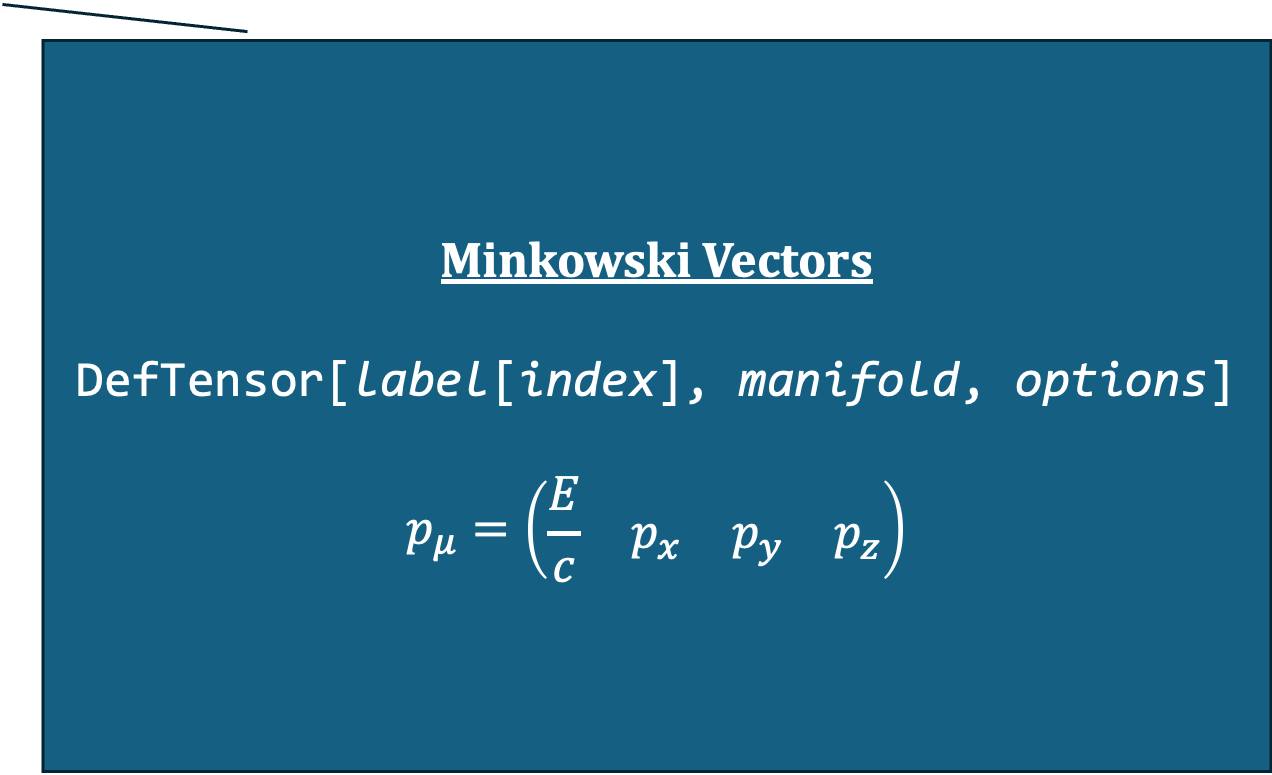 Minkowski Vectors
DefTensor[label[index], manifold, options]
p_μ = (E/c p_x p_y p_z)